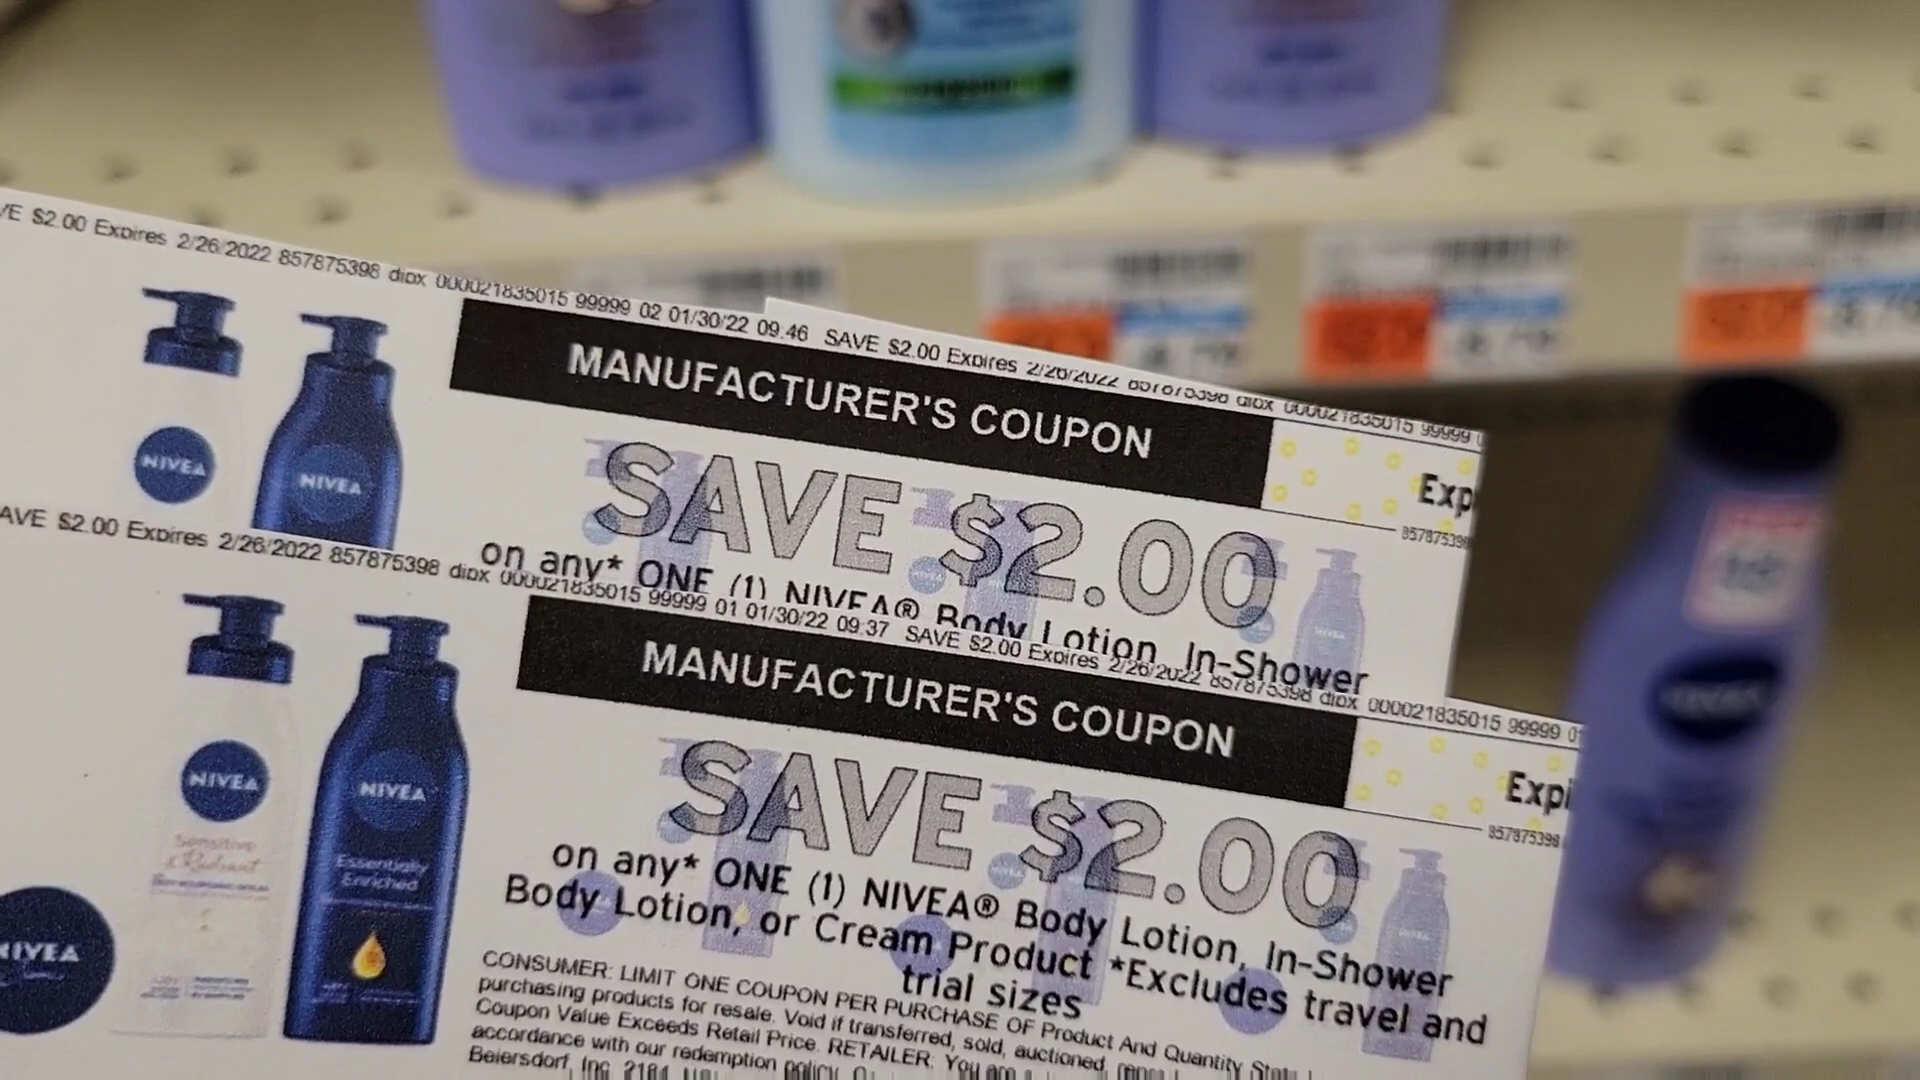 VE $2.00 Expires 2/26/2022 857875398 dipx 000021835015 99999 02 01/30/22 09:46 SAVE $2.00 Expires 2/26/2022 857875398 dipx 000021835015 99999
MANUFACTURER'S COUPON
Exp
857875398
NIVEA
NIVEA
SAVE $2.00
on any* ONE (1) NIVEA® Body Lotion, In-Shower
AVE $2.00 Expires 2/26/2022 857875398 dipx 000021835015 99999 01 01/30/22 09:37 SAVE $2.00 Expires 2/26/2022 857875398 dipx 000021835015 99999 01
MANUFACTURER'S COUPON
Expi
857875398
NIVEA
NIVEA
Sensitive
& Radiant
Essentially
Enriched
NIVEA
SAVE $2.00
on any* ONE (1) NIVEA® Body Lotion, In-Shower
Body Lotion, or Cream Product *Excludes travel and
trial sizes
CONSUMER: LIMIT ONE COUPON PER PURCHASE OF Product And Quantity
purchasing products for resale. Void if transferred, sold, auctioned,
Coupon Value Exceeds Retail Price. RETAILER: You
accordance with our redemption policy.
Beiersdorf, Inc. 2184